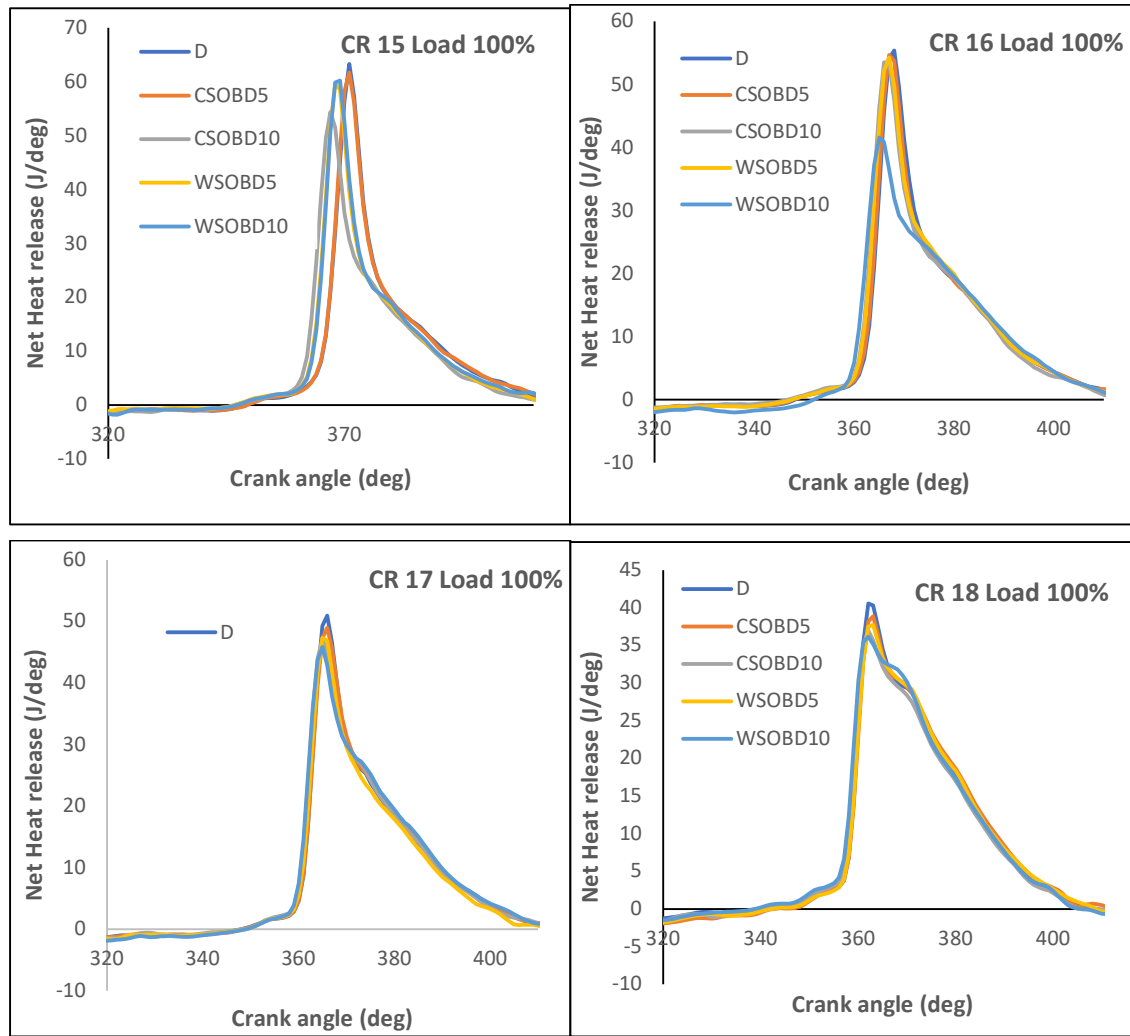 CR 15 Load 100%
Net Heat release (J/deg)
70
60
50
40
30
20
10
0
-10
D
CSOBD5
CSOBD10
WSOBD5
WSOBD10
320
370
Crank angle (deg)
CR 16 Load 100%
Net Heat release (J/deg)
60
50
40
30
20
10
0
-10
D
CSOBD5
CSOBD10
WSOBD5
WSOBD10
320
340
360
380
400
Crank angle (deg)
CR 17 Load 100%
Net Heat release (J/deg)
60
50
40
30
20
10
0
-10
D
320
340
360
380
400
Crank angle (deg)
CR 18 Load 100%
Net Heat release (J/deg)
45
40
35
30
25
20
15
10
5
0
-5
-10
D
CSOBD5
CSOBD10
WSOBD5
WSOBD10
320
340
360
380
400
Crank angle (deg)